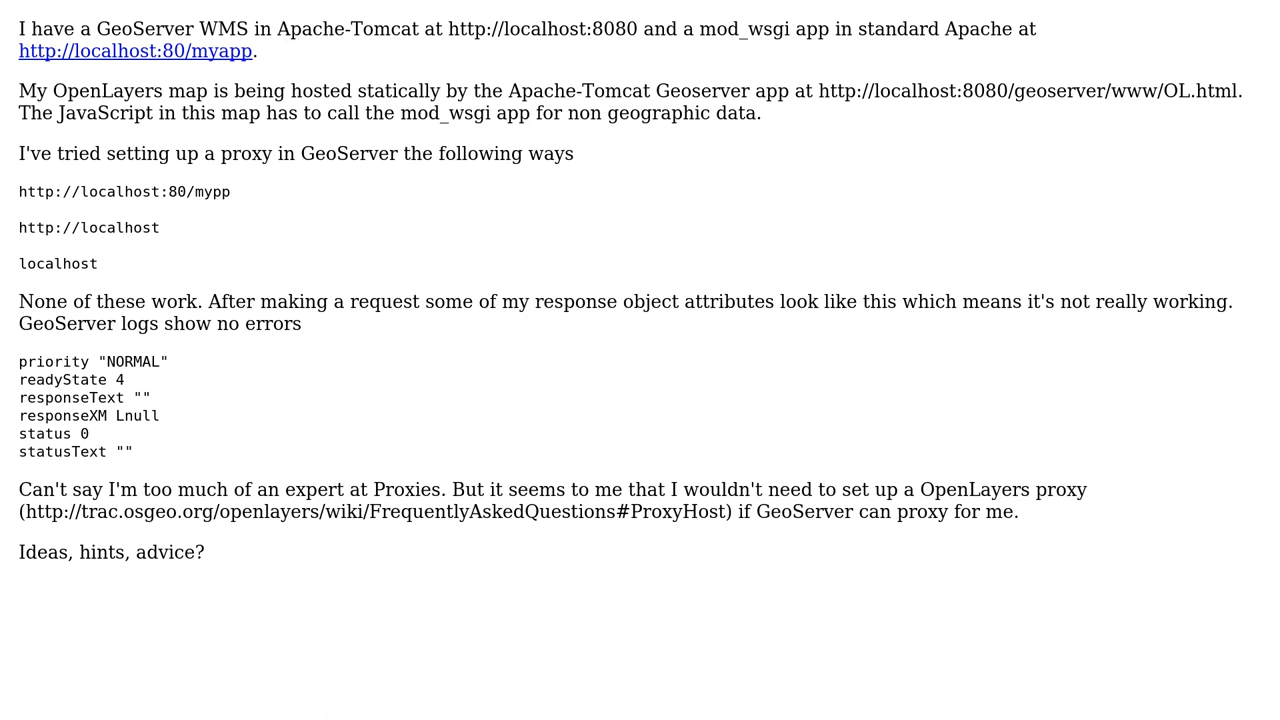 I have a GeoServer WMS in Apache-Tomcat at http://localhost:8080 and a mod_wsgi app in standard Apache at
http://localhost:80/myapp.
My OpenLayers map is being hosted statically by the Apache-Tomcat Geoserver app at http://localhost:8080/geoserver/www/OL.html.
The JavaScript in this map has to call the mod_wsgi app for non geographic data.
I've tried setting up a proxy in GeoServer the following ways
http://localhost:80/mypp
http://localhost
localhost
None of these work. After making a request some of my response object attributes look like this which means it's not really working.
GeoServer logs show no errors
priority "NORMAL"
readyState 4
responseText ""
responseXM Lnull
status 0
statusText ""
Can't say I'm too much of an expert at Proxies. But it seems to me that I wouldn't need to set up a OpenLayers proxy
(http://trac.osgeo.org/openlayers/wiki/FrequentlyAskedQuestions#ProxyHost) if GeoServer can proxy for me.
Ideas, hints, advice?